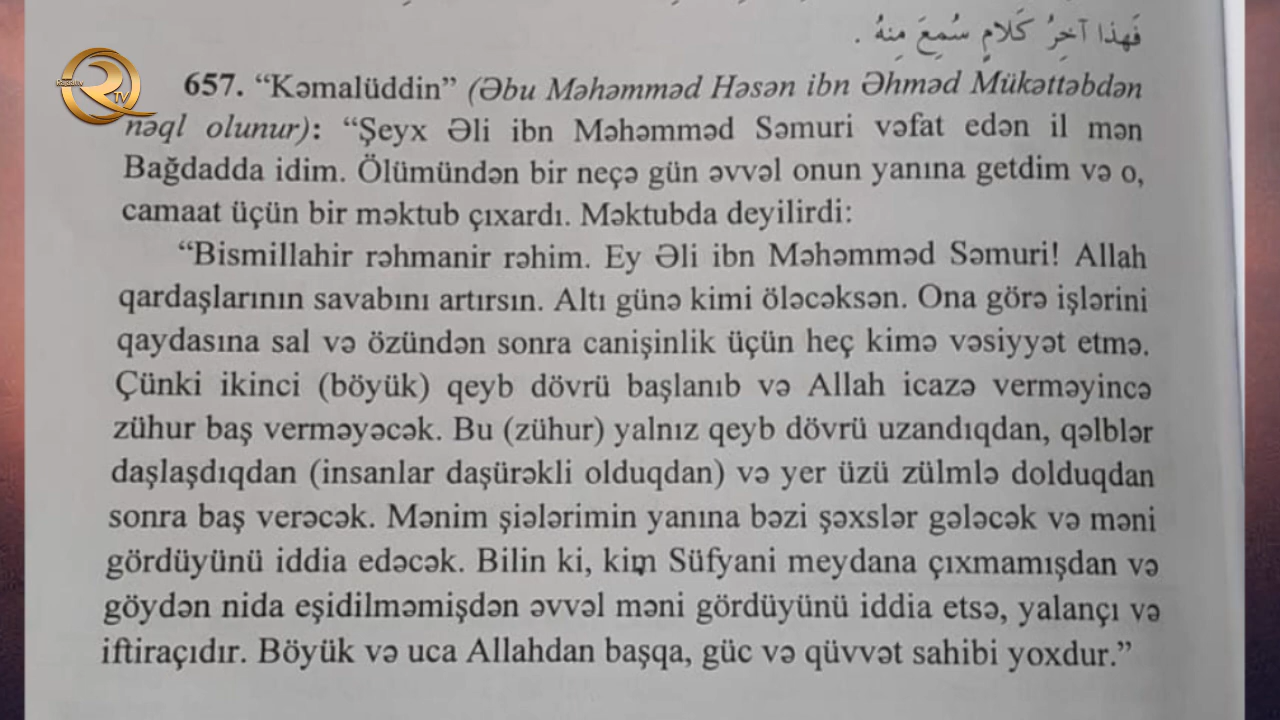 فَهذا آخِرُ كَلامٍ سُمِعَ مِنهُ .
657. “Kəmalüddin” (Əbu Məhəmməd Həsən ibn Əhməd Mükəttəbdən
nəql olunur): “Şeyx Əli ibn Məhəmməd Səmuri vəfat edən il mən
Bağdadda idim. Ölümündən bir neçə gün əvvəl onun yanına getdim və o,
camaat üçün bir məktub çıxardı. Məktubda deyilirdi:
“Bismillahir rəhmanir rəhim. Ey Əli ibn Məhəmməd Səmuri! Allah
qardaşlarının savabını artırsın. Altı günə kimi öləcəksən. Ona görə işlərini
qaydasına sal və özündən sonra canişinlik üçün heç kimə vəsiyyət etmə.
Çünki ikinci (böyük) qeyb dövrü başlanıb və Allah icazə verməyincə
zühur baş verməyəcək. Bu (zühur) yalnız qeyb dövrü uzandıqdan, qəlblər
daşlaşdıqdan (insanlar daşürəkli olduqdan) və yer üzü zülmlə dolduqdan
sonra baş verəcək. Mənim şiələrimin yanına bəzi şəxslər gələcək və məni
gördüyünü iddia edəcək. Bilin ki, kim Süfyani meydana çıxmamışdan və
göydən nida eşidilməmişdən əvvəl məni gördüyünü iddia etsə, yalançı və
iftiraçıdır. Böyük və uca Allahdan başqa, güc və qüvvət sahibi yoxdur.”
TV